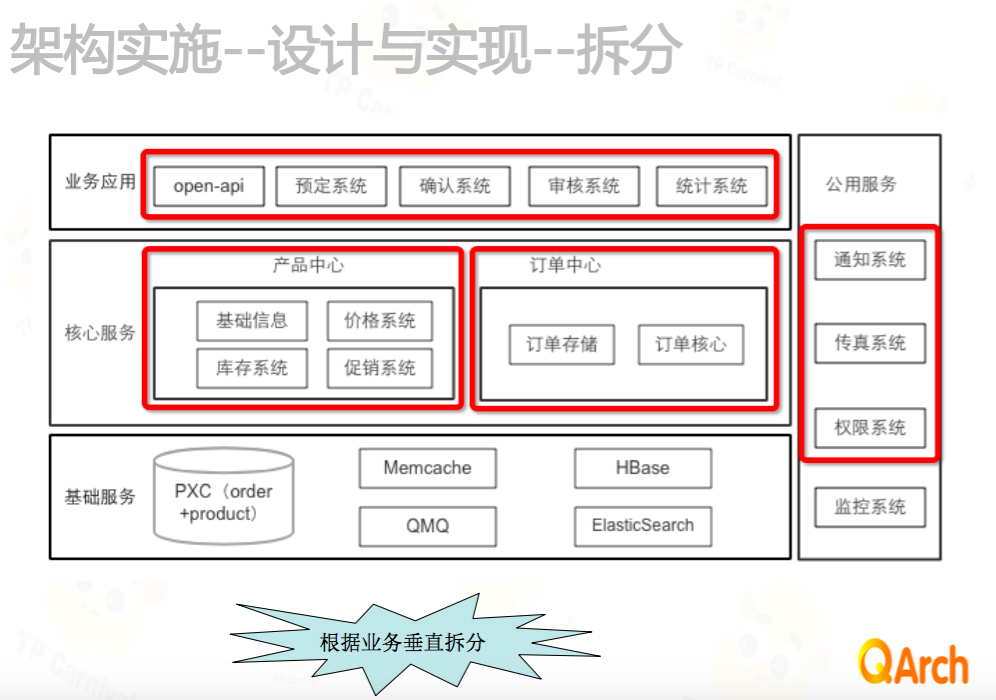 架构实施--设计与实现--拆分
业务应用
open-api
预定系统
确认系统
审核系统
统计系统
公用服务
核心服务
产品中心
基础信息
价格系统
库存系统
促销系统
订单中心
订单存储
订单核心
通知系统
传真系统
权限系统
监控系统
基础服务
PXC（order
+product）
Memcache
HBase
QMQ
ElasticSearch
根据业务垂直拆分
QArch
TP Carnival
TP Carnival